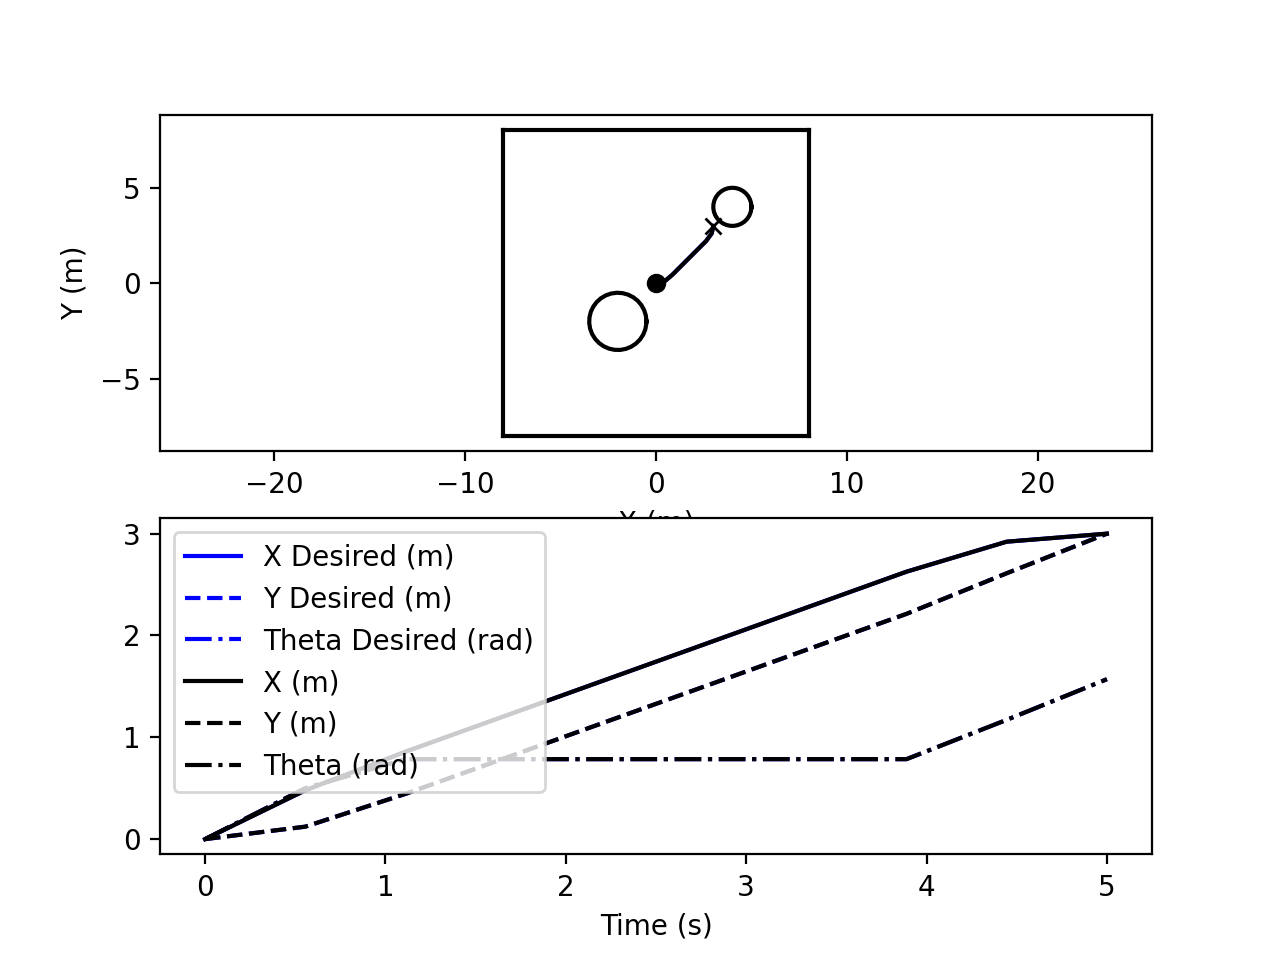 Y (m)
5
0
−5
−20
−10
0
10
20
X (m)
3
2
1
0
X Desired (m)
Y Desired (m)
Theta Desired (rad)
X (m)
Y (m)
Theta (rad)
0
1
2
3
4
5
Time (s)